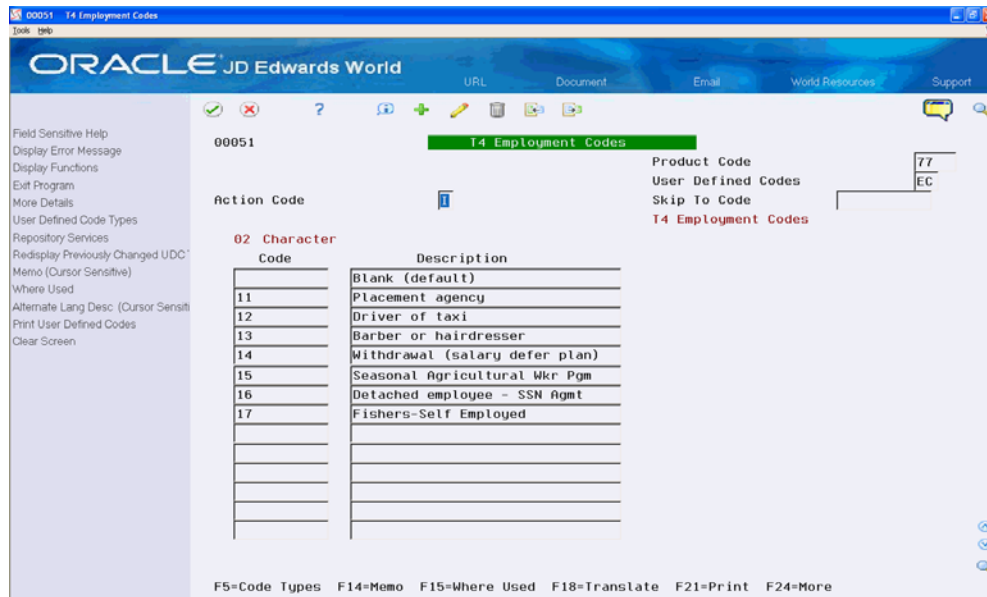 00051 T4 Employment Codes
Tools Help
ORACLE JD Edwards World
URL Document Email World Resources Support
?
Field Sensitive Help
Display Error Message
Display Functions
Exit Program
More Details
User Defined Code Types
Repository Services
Redisplay Previously Changed UDC
Memo (Cursor Sensitive)
Where Used
Alternate Lang Desc (Cursor Sensiti
Print User Defined Codes
Clear Screen
00051 T4 Employment Codes
Product Code 77
User Defined Codes EC
Action Code I Skip To Code
T4 Employment Codes
02 Character
Code Description
Blank (default)
11 Placement agency
12 Driver of taxi
13 Barber or hairdresser
14 Withdrawal (salary defer plan)
15 Seasonal Agricultural Wkr Pgm
16 Detached employee - SSN Agmt
17 Fishers-Self Employed
F5=Code Types F14=Memo F15=Where Used F18=Translate F21=Print F24=More